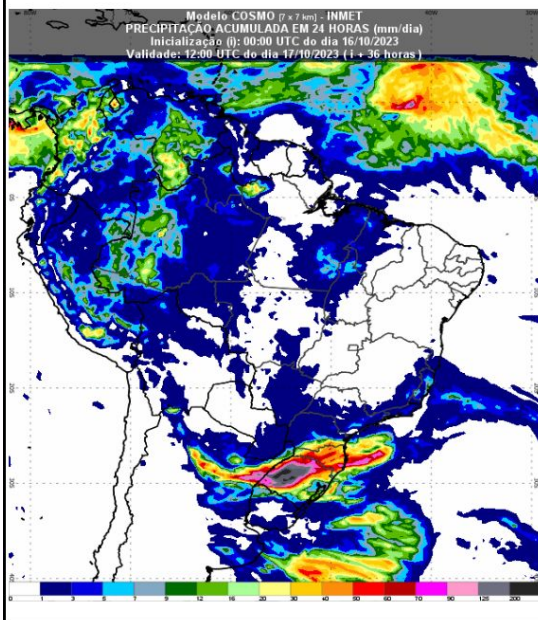 Modelo COSMO [7 x 7 km] - INMET
PRECIPITAÇÃO ACUMULADA EM 24 HORAS (mm/dia)
Inicialização (i): 00:00 UTC do dia 16/10/2023
Validade: 12:00 UTC do dia 17/10/2023 ( i + 36 horas )
0 1 3 5 7 9 12 16 20 30 40 50 60 70 90 125 200